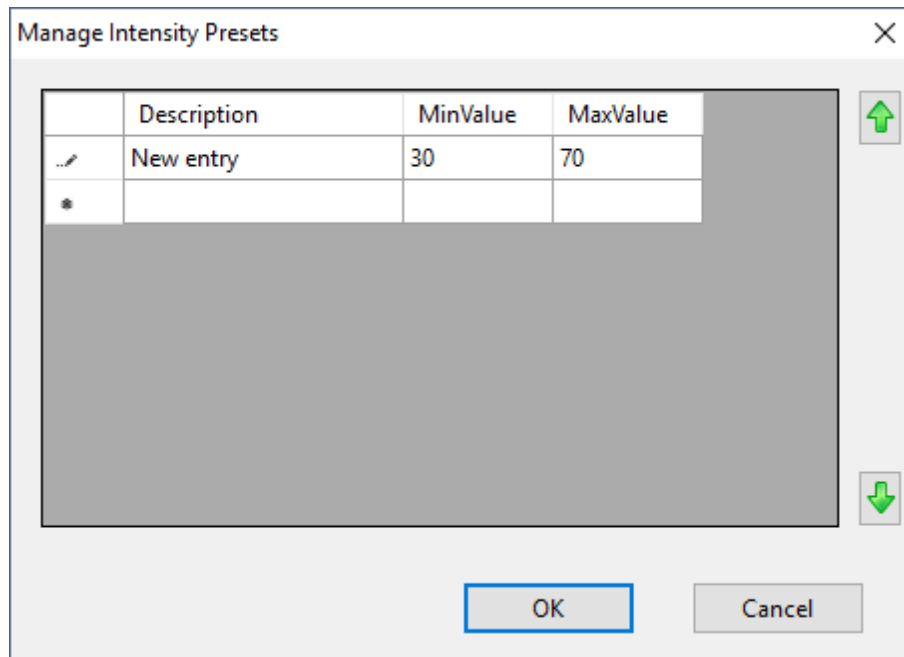 Manage Intensity Presets
Description MinValue MaxValue
New entry 30 70
OK Cancel